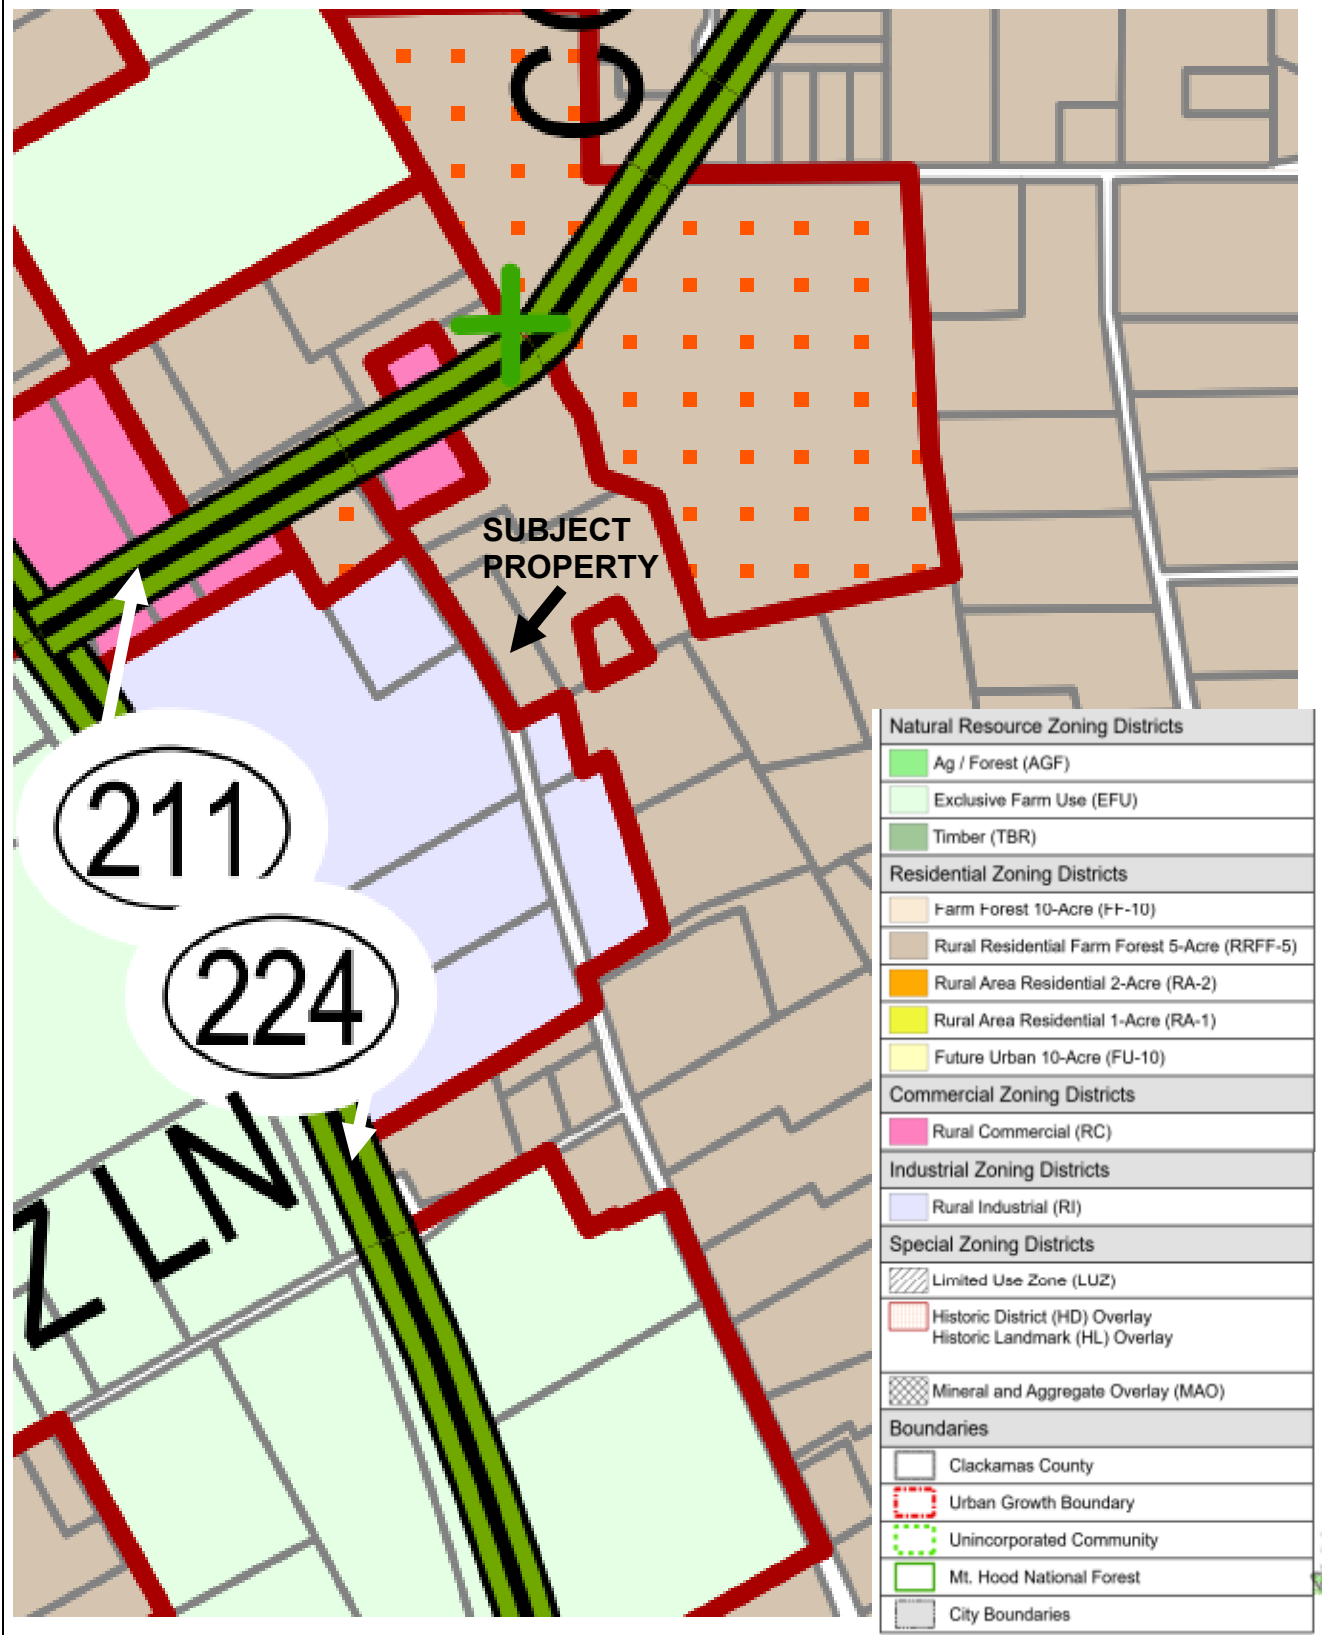 C
SUBJECT
PROPERTY
211
224
Z LN
Natural Resource Zoning Districts
Ag / Forest (AGF)
Exclusive Farm Use (EFU)
Timber (TBR)
Residential Zoning Districts
Farm Forest 10-Acre (FF-10)
Rural Residential Farm Forest 5-Acre (RRFF-5)
Rural Area Residential 2-Acre (RA-2)
Rural Area Residential 1-Acre (RA-1)
Future Urban 10-Acre (FU-10)
Commercial Zoning Districts
Rural Commercial (RC)
Industrial Zoning Districts
Rural Industrial (RI)
Special Zoning Districts
Limited Use Zone (LUZ)
Historic District (HD) Overlay
Historic Landmark (HL) Overlay
Mineral and Aggregate Overlay (MAO)
Boundaries
Clackamas County
Urban Growth Boundary
Unincorporated Community
Mt. Hood National Forest
City Boundaries